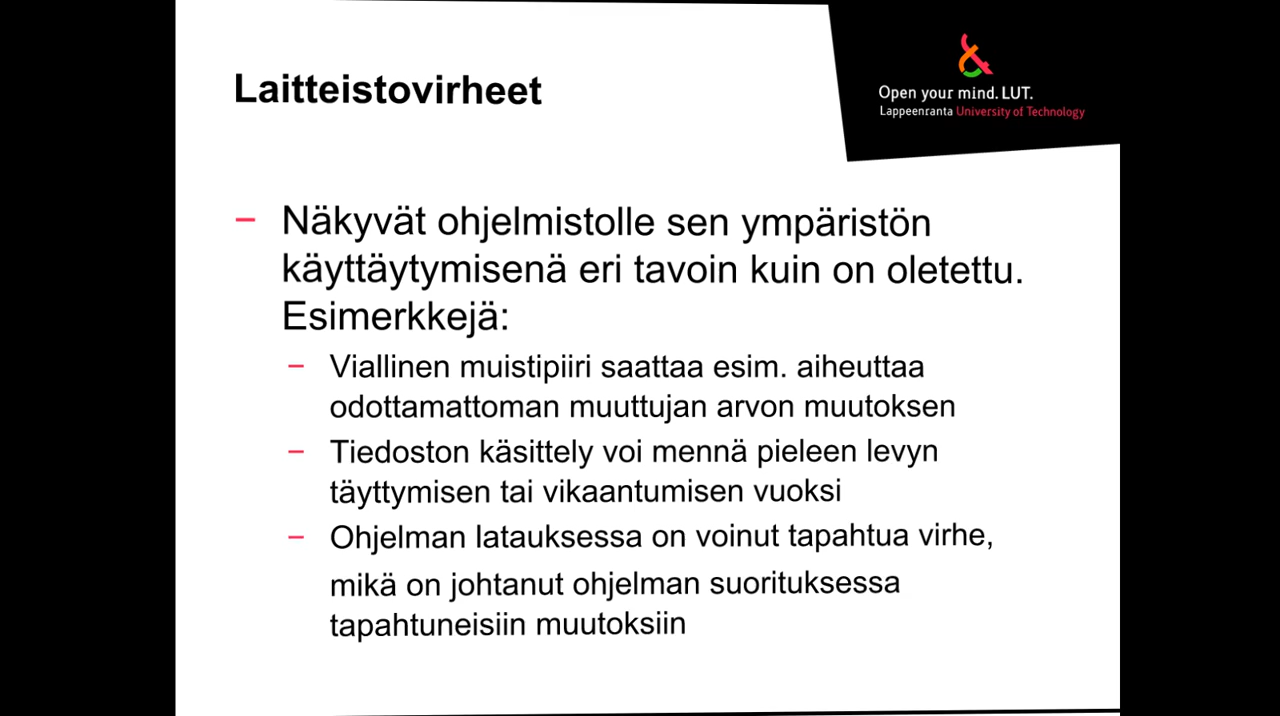 Laitteistovirheet
Open your mind. LUT.
Lappeenranta University of Technology
– Näkyvät ohjelmistolle sen ympäristön
käyttäytymisenä eri tavoin kuin on oletettu.
Esimerkkejä:
– Viallinen muistipiiri saattaa esim. aiheuttaa
odottamattoman muuttujan arvon muutoksen
– Tiedoston käsittely voi mennä pieleen levyn
täyttymisen tai vikaantumisen vuoksi
– Ohjelman latauksessa on voinut tapahtua virhe,
mikä on johtanut ohjelman suorituksessa
tapahtuneisiin muutoksiin